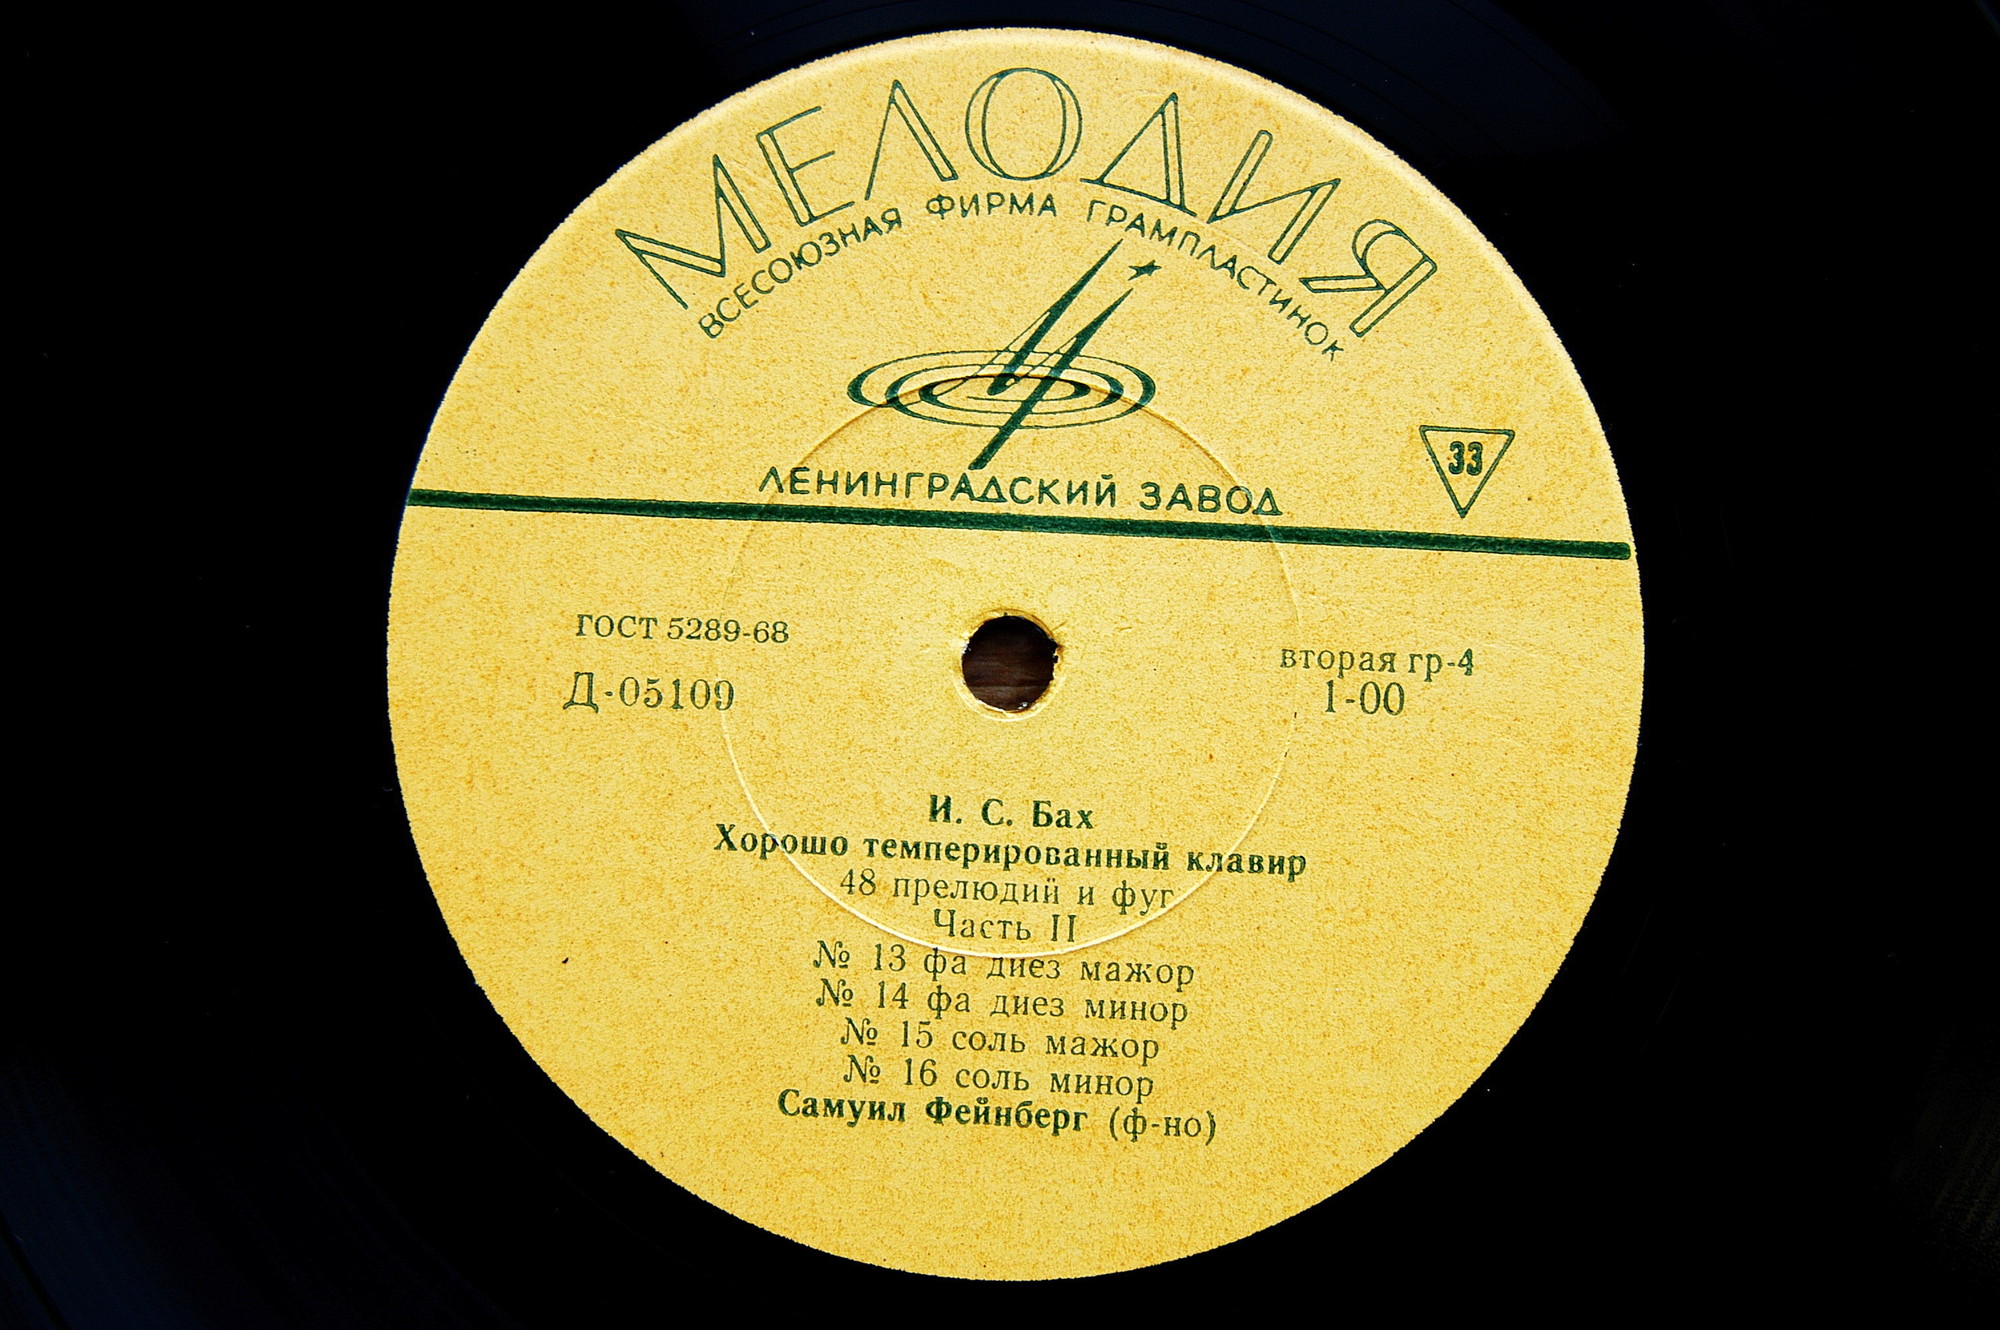 МЕЛОДИЯ
ВСЕСОЮЗНАЯ ФИРМА ГРАМПЛАСТИНОК
33
ЛЕНИНГРАДСКИЙ ЗАВОД
ГОСТ 5289-68
Д-05109
вторая гр-4
1-00
И. С. Бах
Хорошо темперированный клавир
48 прелюдий и фуг
Часть II
№ 13 фа диез мажор
№ 14 фа диез минор
№ 15 соль мажор
№ 16 соль минор
Самуил Фейнберг (ф-но)